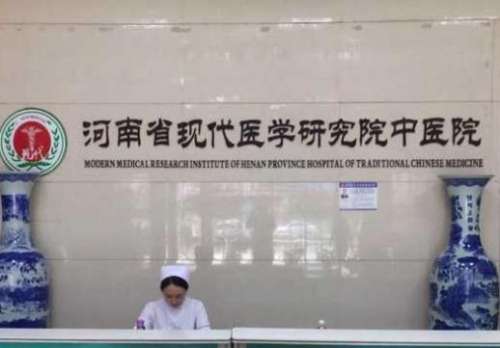 河南省现代医学研究院中医院
MODERN MEDICAL RESEARCH INSTITUTE OF HENAN PROVINCE HOSPITAL OF TRADITIONAL CHINESE MEDICINE